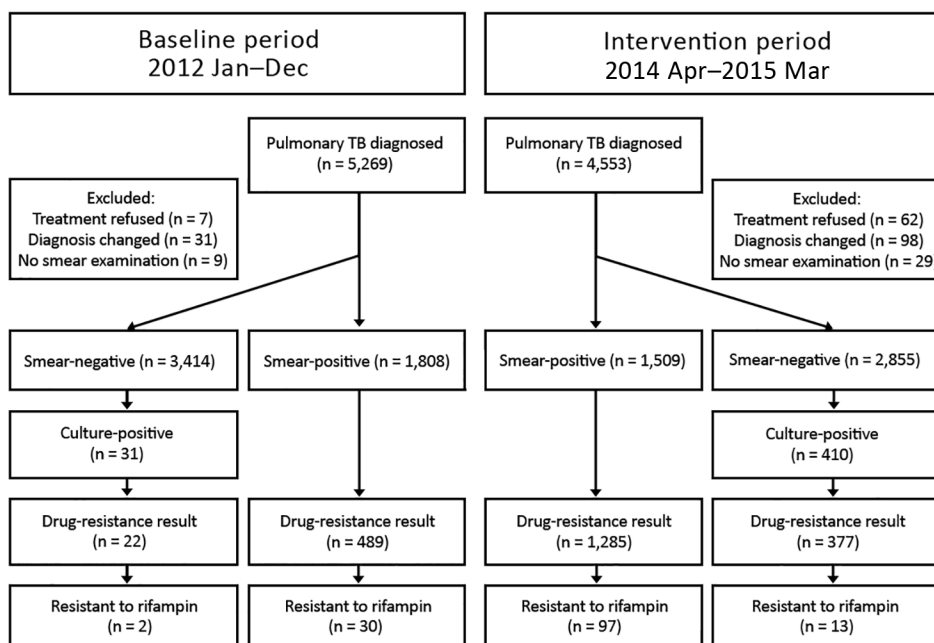 Baseline period
2012 Jan–Dec
Intervention period
2014 Apr–2015 Mar
Pulmonary TB diagnosed
(n = 5,269)
Pulmonary TB diagnosed
(n = 4,553)
Excluded:
Treatment refused (n = 7)
Diagnosis changed (n = 31)
No smear examination (n = 9)
Excluded:
Treatment refused (n = 62)
Diagnosis changed (n = 98)
No smear examination (n = 29)
Smear-negative (n = 3,414)
Smear-positive (n = 1,808)
Smear-positive (n = 1,509)
Smear-negative (n = 2,855)
Culture-positive
(n = 31)
Culture-positive
(n = 410)
Drug-resistance result
(n = 22)
Drug-resistance result
(n = 489)
Drug-resistance result
(n = 1,285)
Drug-resistance result
(n = 377)
Resistant to rifampin
(n = 2)
Resistant to rifampin
(n = 30)
Resistant to rifampin
(n = 97)
Resistant to rifampin
(n = 13)